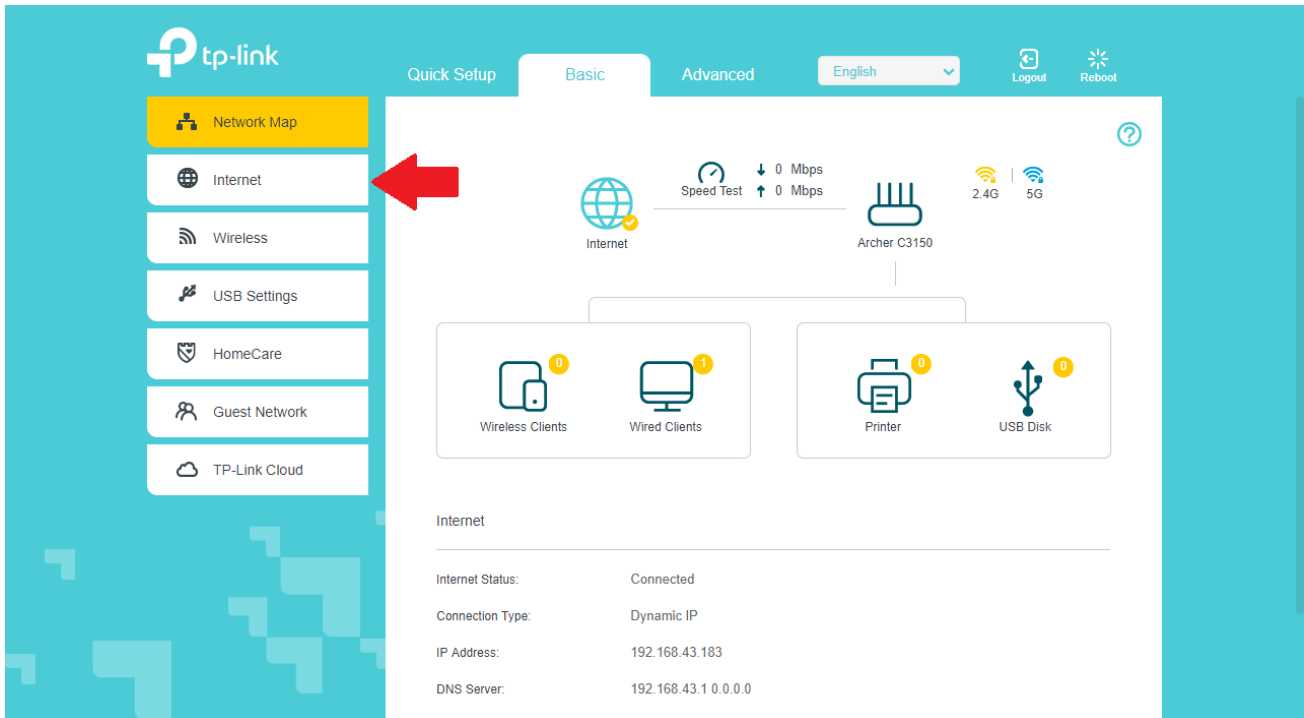 tp-link
Quick Setup Basic Advanced English Logout Reboot
Network Map
Internet
Wireless
USB Settings
HomeCare
Guest Network
TP-Link Cloud
Speed Test 0 Mbps
0 Mbps
2.4G 5G
Internet Archer C3150
0 1 0 0
Wireless Clients Wired Clients Printer USB Disk
Internet
Internet Status: Connected
Connection Type: Dynamic IP
IP Address: 192.168.43.183
DNS Server: 192.168.43.1 0.0.0.0